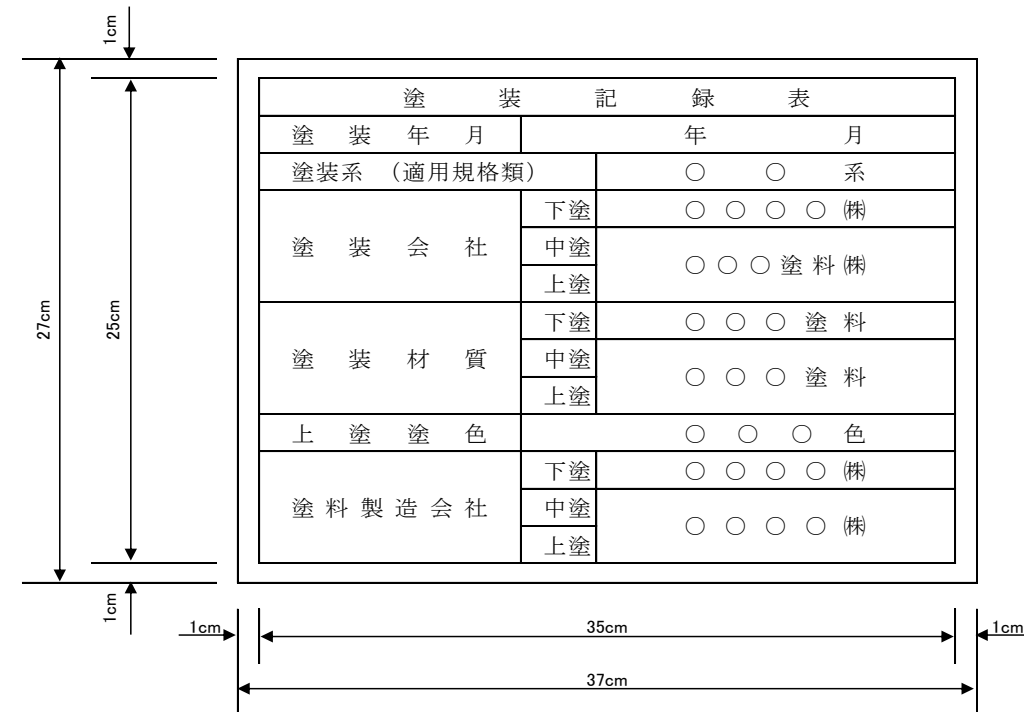 1cm
塗装記録表
塗装年月 年 月
塗装系 (適用規格類) ○ ○ 系
塗装会社 下塗 ○ ○ ○ ○ ㈱
中塗 ○ ○ ○ 塗 料 ㈱
上塗
塗装材質 下塗 ○ ○ ○ 塗 料
中塗 ○ ○ ○ 塗 料
上塗
上塗塗色 ○ ○ ○ 色
塗料製造会社 下塗 ○ ○ ○ ○ ㈱
中塗 ○ ○ ○ ○ ㈱
上塗
27cm
25cm
1cm
1cm
35cm
1cm
37cm